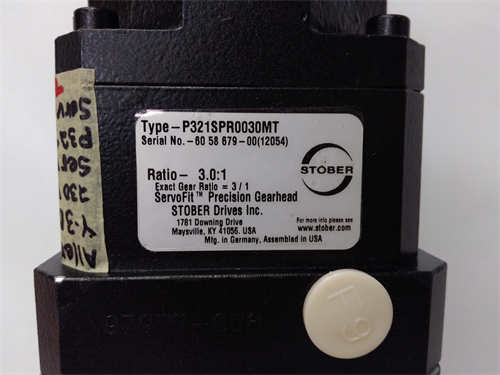 Type-P321SPR0030MT
Serial No.-60 58 679-00(12054)
Ratio- 3.0:1
Exact Gear Ratio = 3/1
ServoFit™ Precision Gearhead
STOBER Drives Inc.
1781 Downing Drive
Maysville, KY 41056. USA
Mfg. in Germany, Assembled in USA
STOBER
For more info please see
www.stober.com